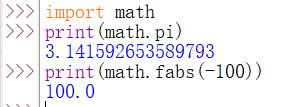 >>> import math
>>> print(math.pi)
3.141592653589793
>>> print(math.fabs(-100))
100.0
>>>